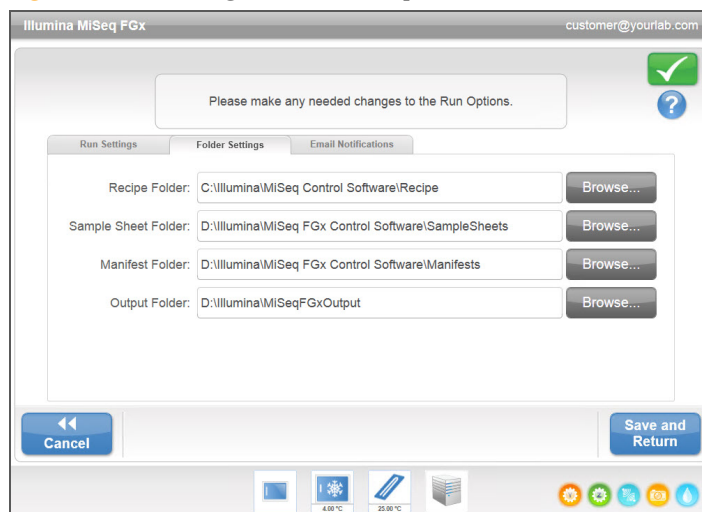 Illumina MiSeq FGx customer@yourlab.com
Please make any needed changes to the Run Options.
?
Run Settings Folder Settings Email Notifications
Recipe Folder: C:\Illumina\MiSeq Control Software\Recipe Browse...
Sample Sheet Folder: D:\Illumina\MiSeq FGx Control Software\SampleSheets Browse...
Manifest Folder: D:\Illumina\MiSeq FGx Control Software\Manifests Browse...
Output Folder: D:\Illumina\MiSeqFGxOutput Browse...
Cancel
Save and
Return
4.00 °C 25.00 °C